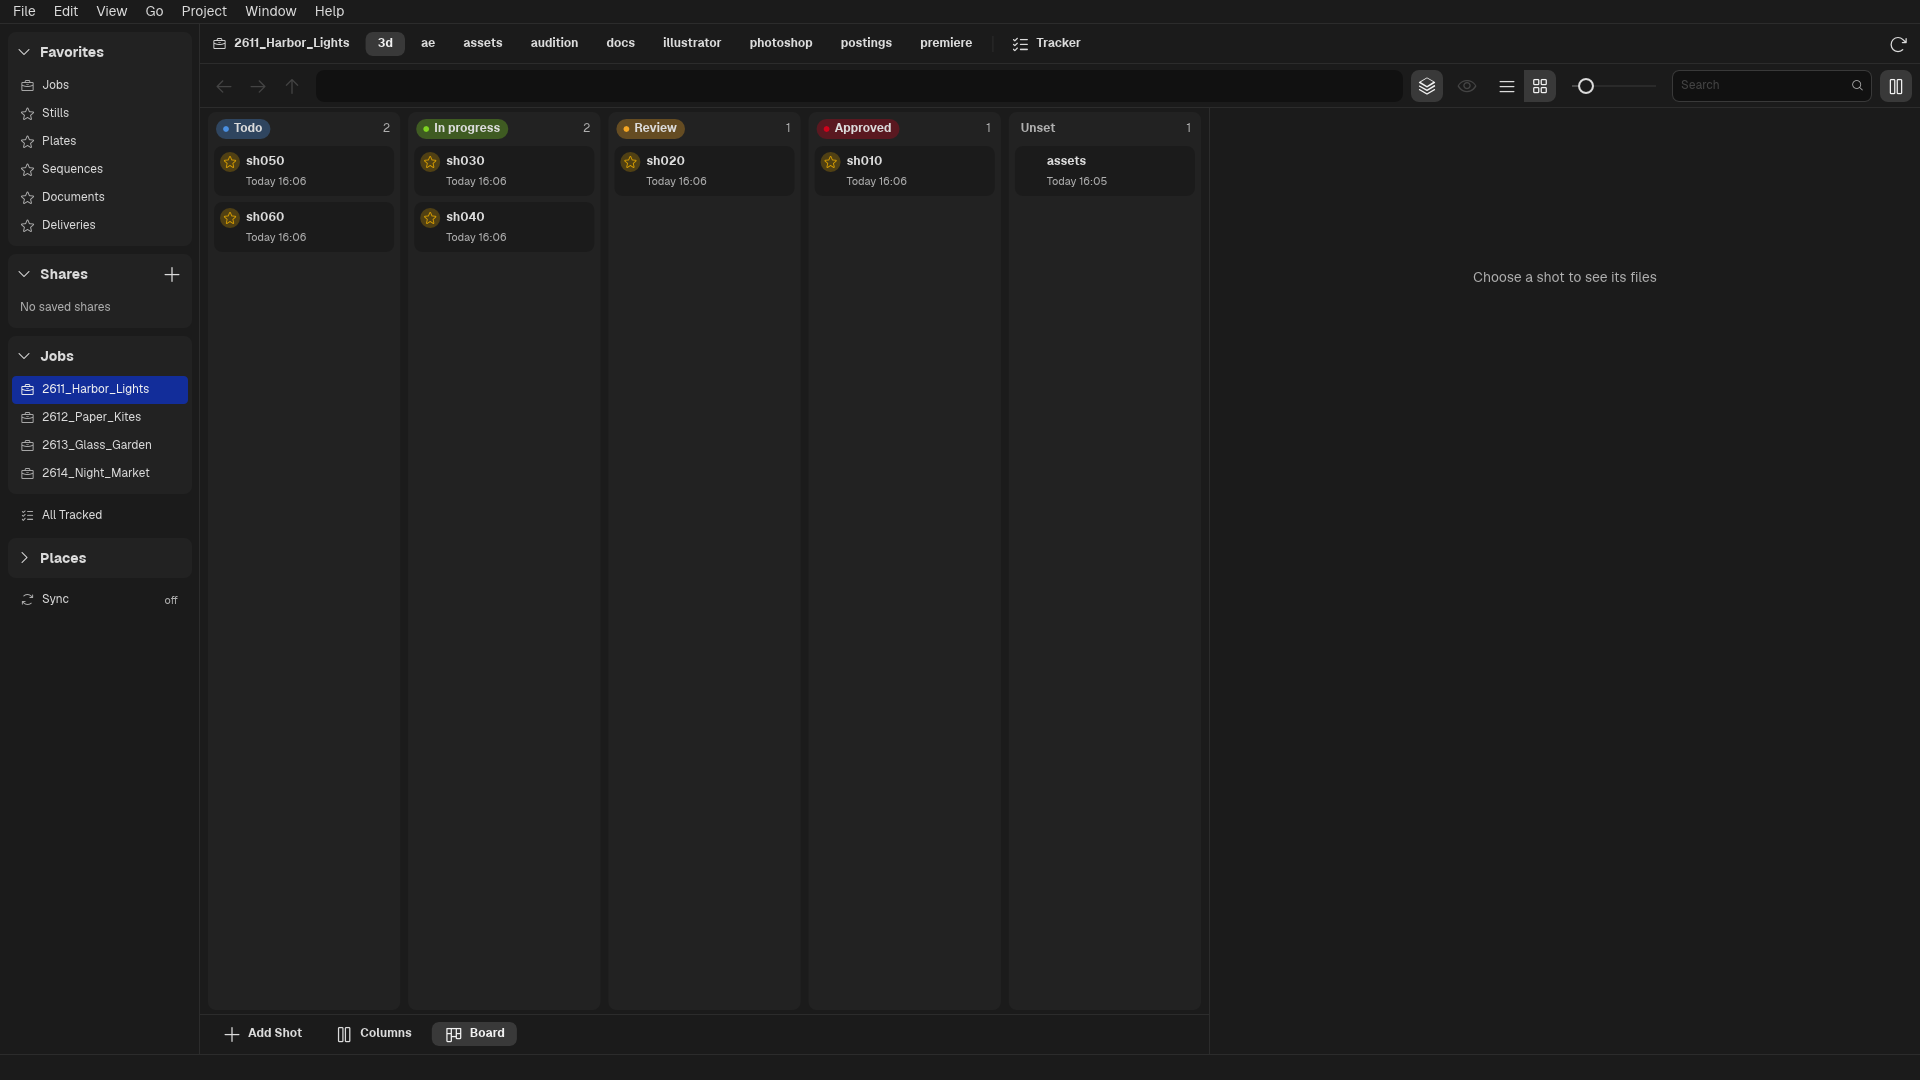 File Edit View Go Project Window Help
Favorites
Jobs
Stills
Plates
Sequences
Documents
Deliveries
Shares
No saved shares
Jobs
2611_Harbor_Lights
2612_Paper_Kites
2613_Glass_Garden
2614_Night_Market
All Tracked
Places
Sync off
2611_Harbor_Lights 3d ae assets audition docs illustrator photoshop postings premiere Tracker
Search
Todo 2
sh050
Today 16:06
sh060
Today 16:06
In progress 2
sh030
Today 16:06
sh040
Today 16:06
Review 1
sh020
Today 16:06
Approved 1
sh010
Today 16:06
Unset 1
assets
Today 16:05
Choose a shot to see its files
Add Shot Columns Board